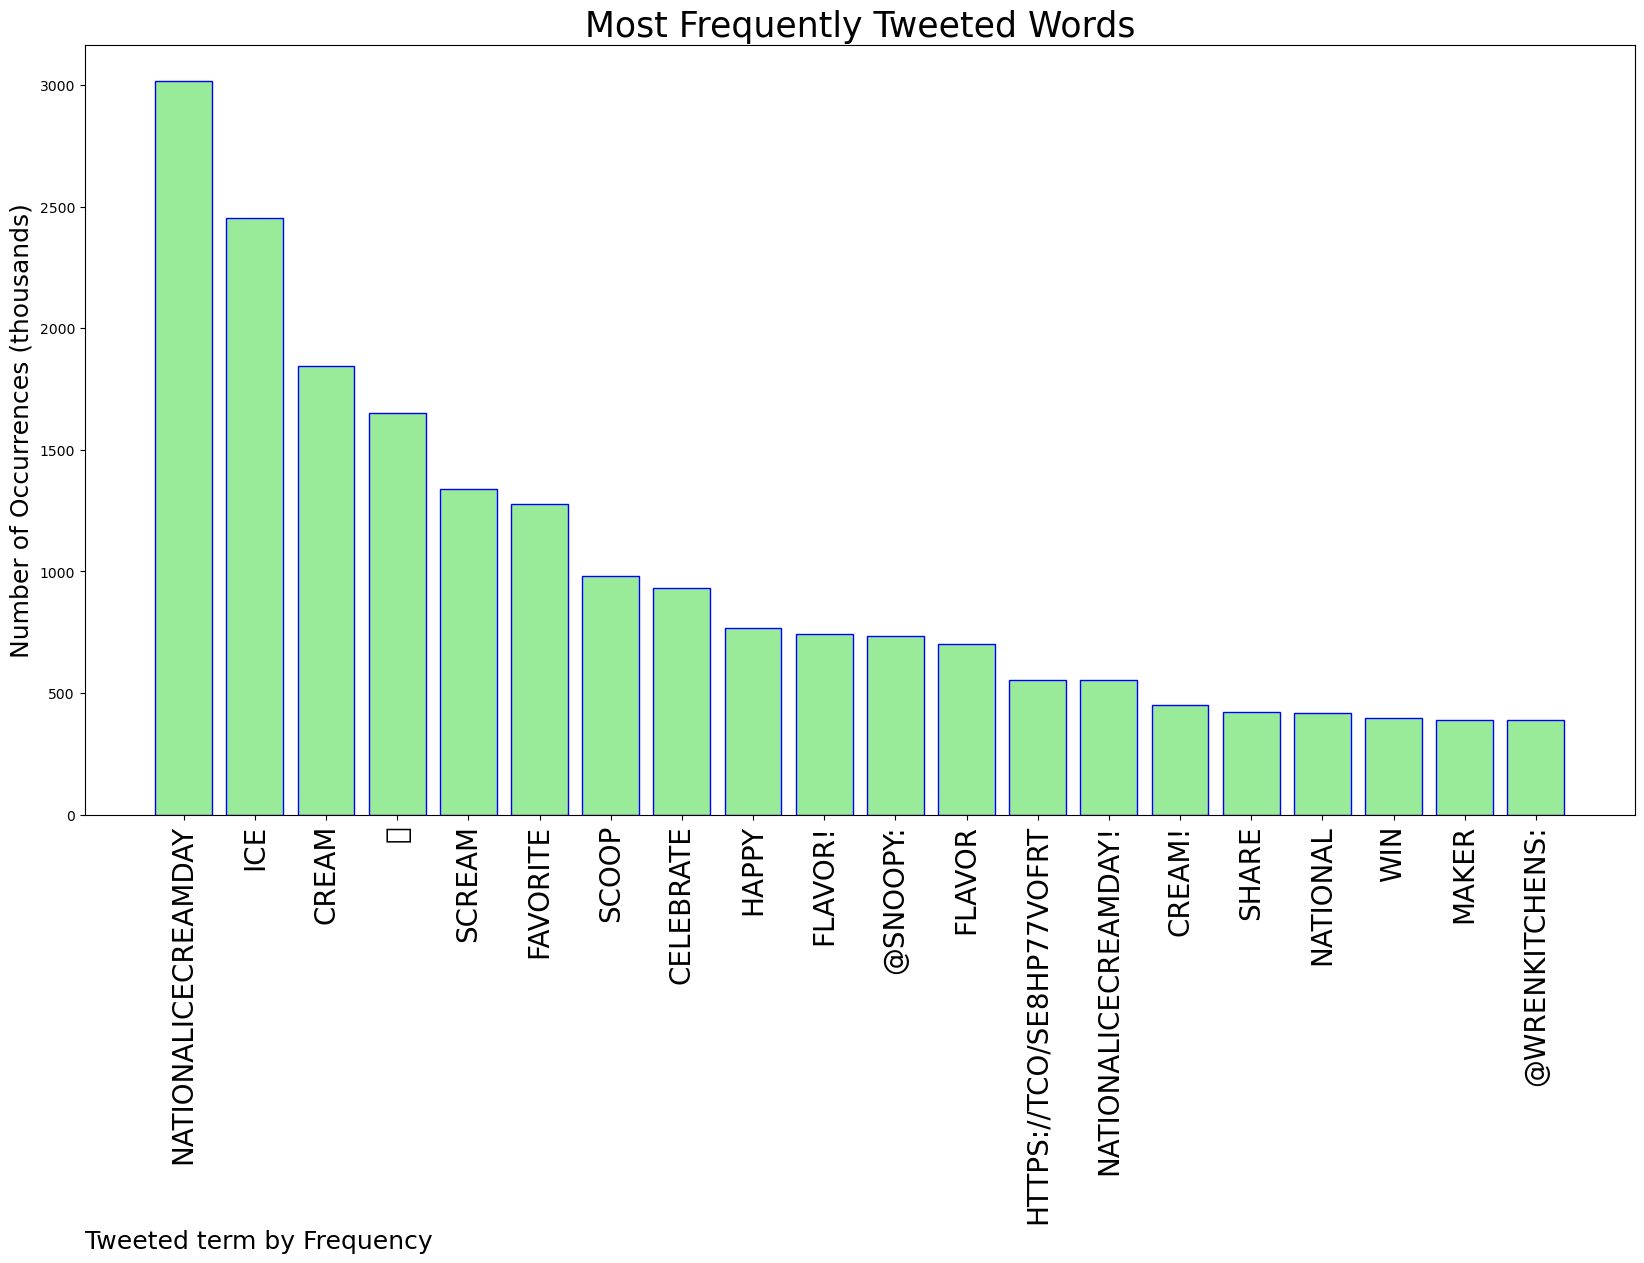 Most Frequently Tweeted Words
Number of Occurrences (thousands)
3000
2500
2000
1500
1000
500
0
NATIONALICECREAMDAY
ICE
CREAM
SCREAM
FAVORITE
SCOOP
CELEBRATE
HAPPY
FLAVOR!
@SNOOPY:
FLAVOR
HTTPS://TCO/SE8HP77VOFRT
NATIONALICECREAMDAY!
CREAM!
SHARE
NATIONAL
WIN
MAKER
@WRENKITCHENS:
Tweeted term by Frequency